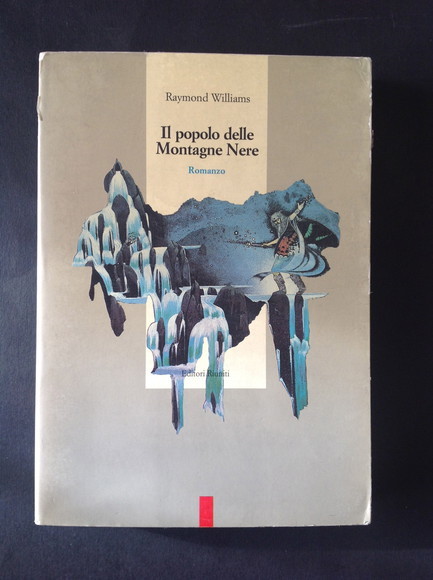 Raymond Williams
Il popolo delle
Montagne Nere
Romanzo
Editori Riuniti